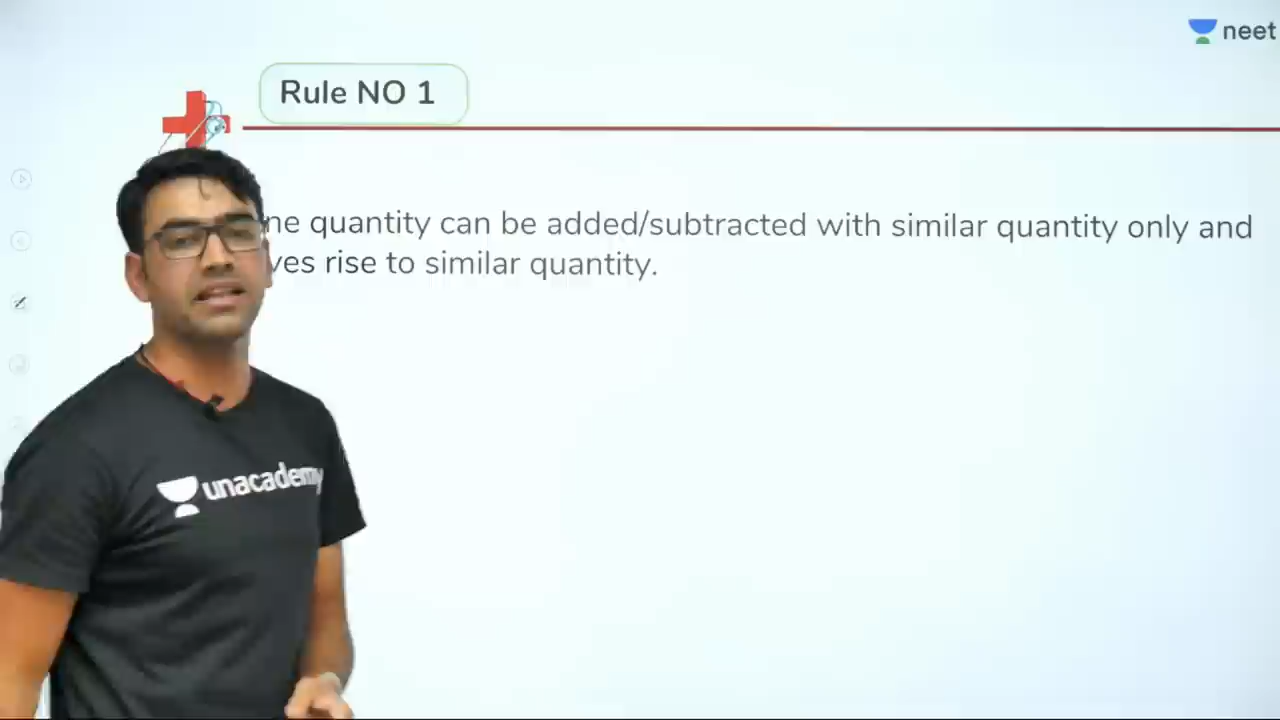 neet
Rule NO 1
ne quantity can be added/subtracted with similar quantity only and
ves rise to similar quantity.
unacademy